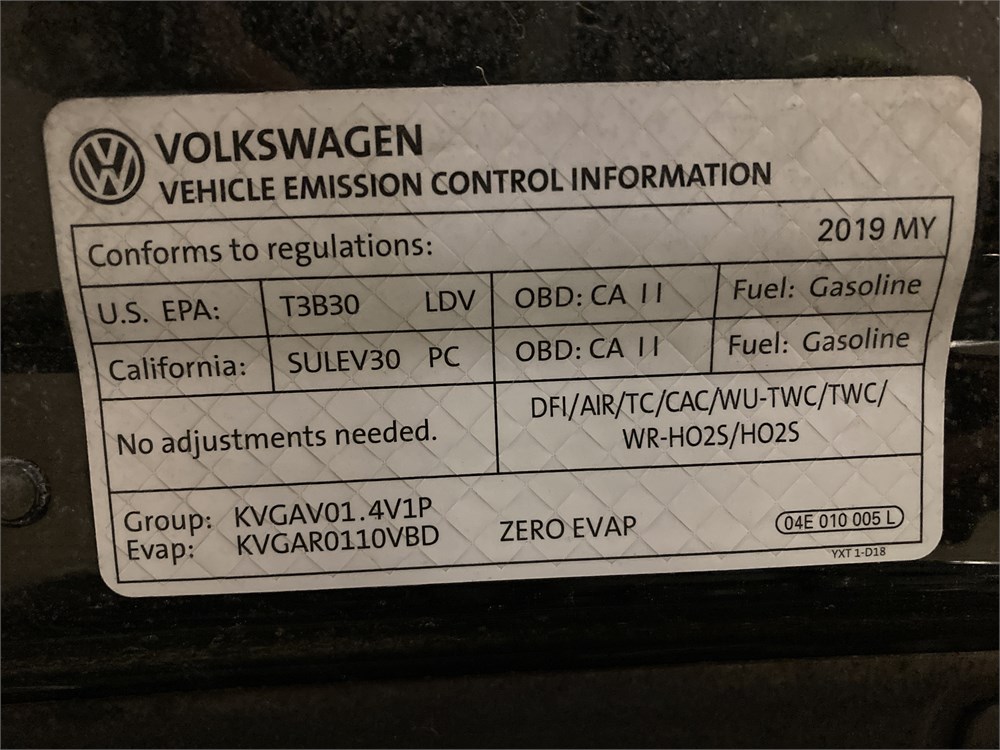 VOLKSWAGEN
VEHICLE EMISSION CONTROL INFORMATION
Conforms to regulations: 2019 MY
U.S. EPA: T3B30 LDV OBD: CA II Fuel: Gasoline
California: SULEV30 PC OBD: CA II Fuel: Gasoline
No adjustments needed.
DFI/AIR/TC/CAC/WU-TWC/TWC/
WR-HO2S/HO2S
Group: KVGAV01.4V1P
Evap: KVGAR0110VBD
ZERO EVAP
04E 010 005 L
YXT 1-D18